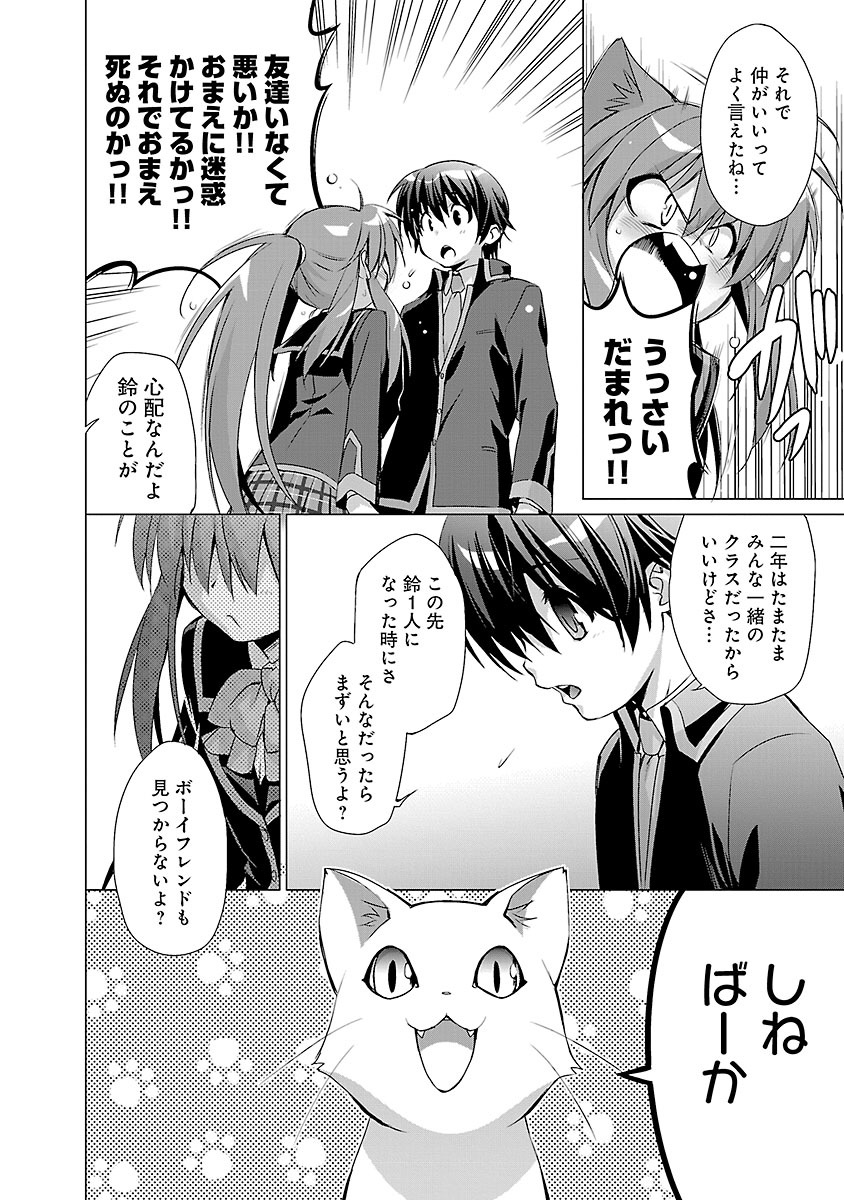 それで
仲がいいって
よく言えたね…
うっさい
だまれっ!!
ガバッ
友達いなくて
悪いか!!
おまえに迷惑
かけてるかっ!!
それでおまえ
死ぬのかっ!!
心配なんだよ
鈴のことが
二年はたまたま
みんな一緒の
クラスだったから
いいけどさ…
この先
鈴1人に
なった時にさ
そんなだったら
まずいと思うよ?
ボーイフレンドも
見つからないよ?
しね
ばーか